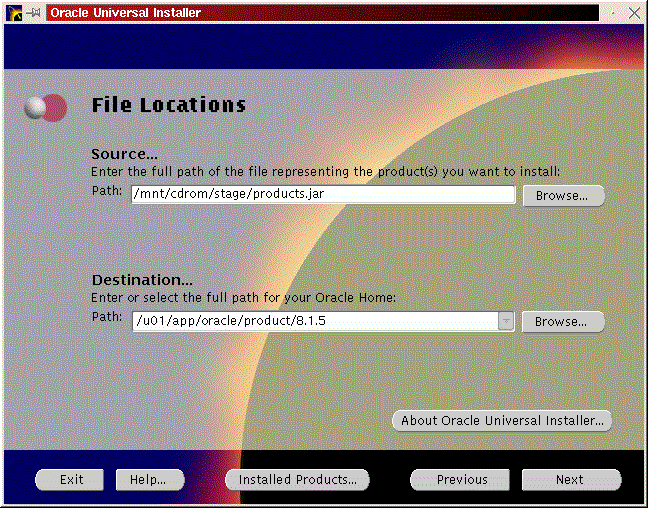 Oracle Universal Installer
File Locations
Source...
Enter the full path of the file representing the product(s) you want to install:
Path: /mnt/cdrom/stage/products.jar Browse...
Destination...
Enter or select the full path for your Oracle Home:
Path: /u01/app/oracle/product/8.1.5 Browse...
About Oracle Universal Installer...
Exit Help... Installed Products... Previous Next